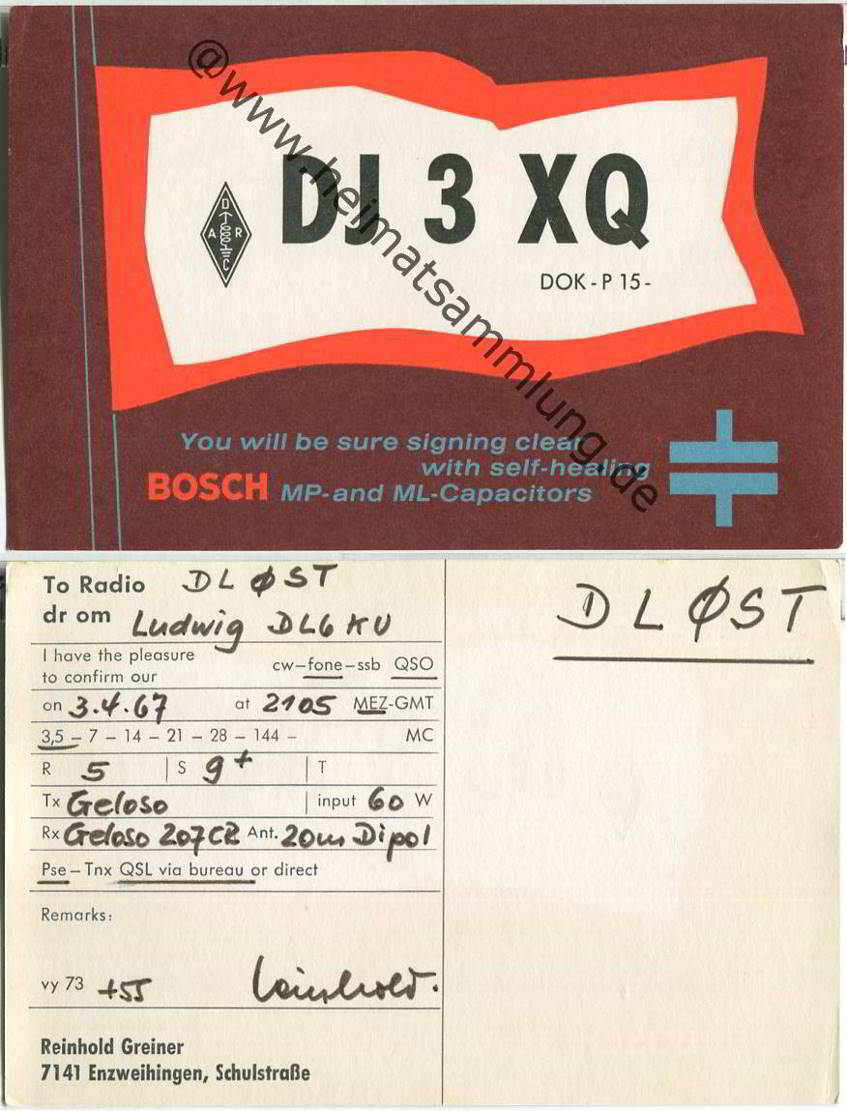 DJ 3 XQ
D
A R
C
DOK - P 15 -
@www.heimatsammlung.de
You will be sure signing clear
with self-healing
BOSCH MP-and ML-Capacitors
To Radio DLØST
dr om Ludwig DL6KU
I have the pleasure
to confirm our cw-fone-ssb QSO
on 3.4.67 at 2105 MEZ-GMT
3,5 - 7 - 14 - 21 - 28 - 144 - MC
R 5 | S 9+ | T
Tx Geloso | input 60 W
Rx Geloso 207CR Ant. 20m Dipol
Pse - Tnx QSL via bureau or direct
Remarks:
vy 73 +55 Reinhold.
Reinhold Greiner
7141 Enzweihingen, Schulstraße
DLØST